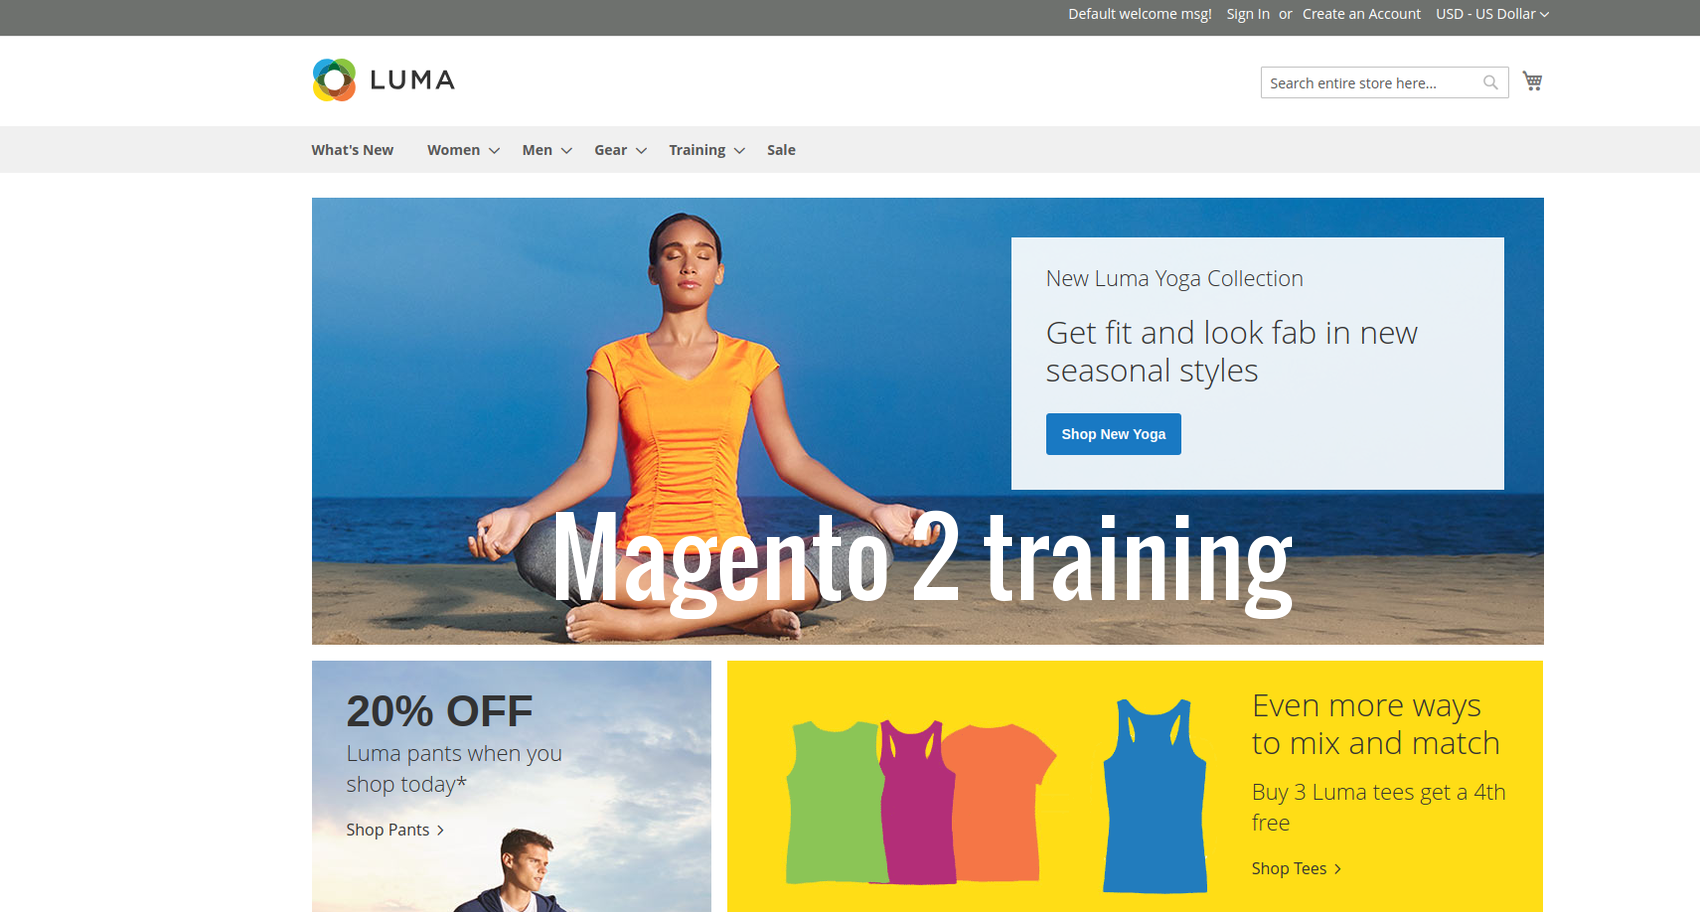 Default welcome msg! Sign In or Create an Account USD - US Dollar
LUMA
Search entire store here...
What's New Women Men Gear Training Sale
New Luma Yoga Collection
Get fit and look fab in new
seasonal styles
Shop New Yoga
Magento 2 training
20% OFF
Luma pants when you
shop today*
Shop Pants
Even more ways
to mix and match
Buy 3 Luma tees get a 4th
free
Shop Tees